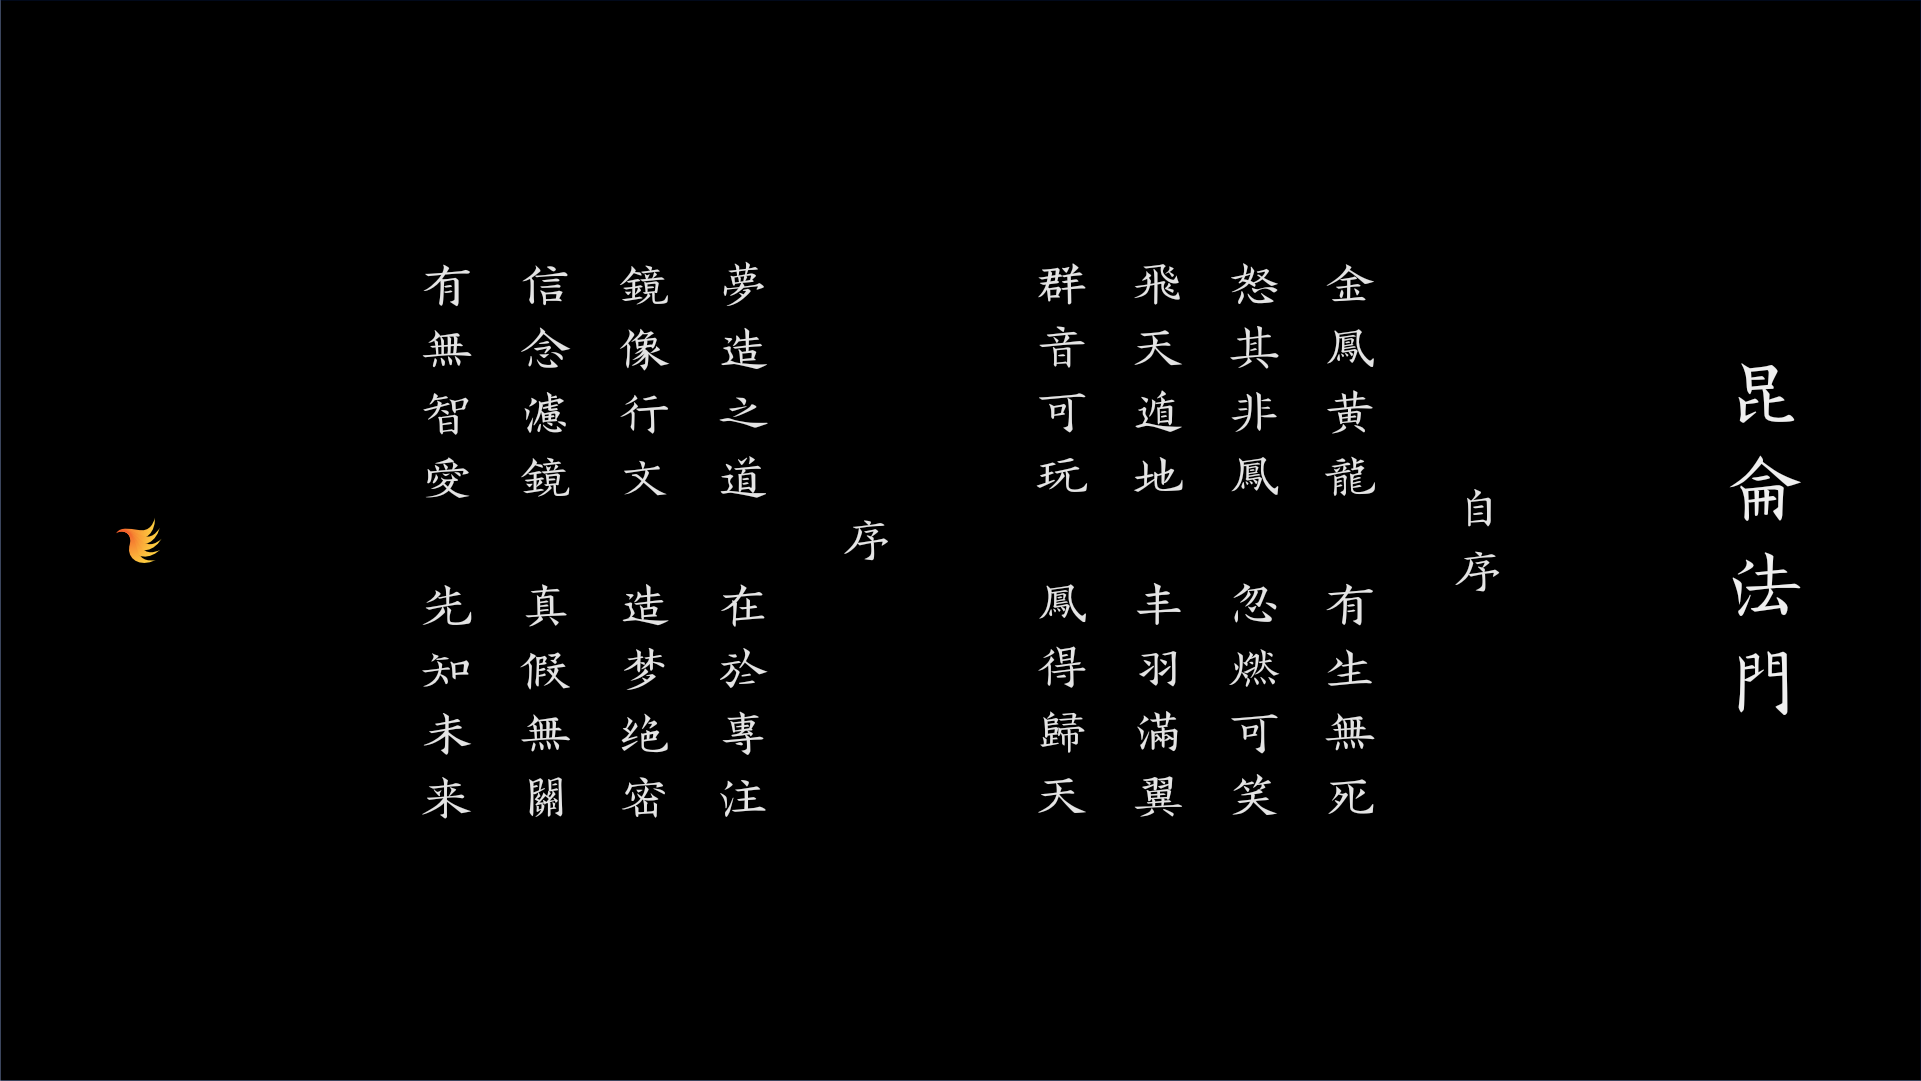 昆侖法門
自序
金鳳黃龍 有生無死
怒其非鳳 忽燃可笑
飛天遁地 丰羽滿翼
群音可玩 鳳得歸天
序
夢造之道 在於專注
鏡像行文 造梦绝密
信念濾鏡 真假無關
有無智愛 先知未来